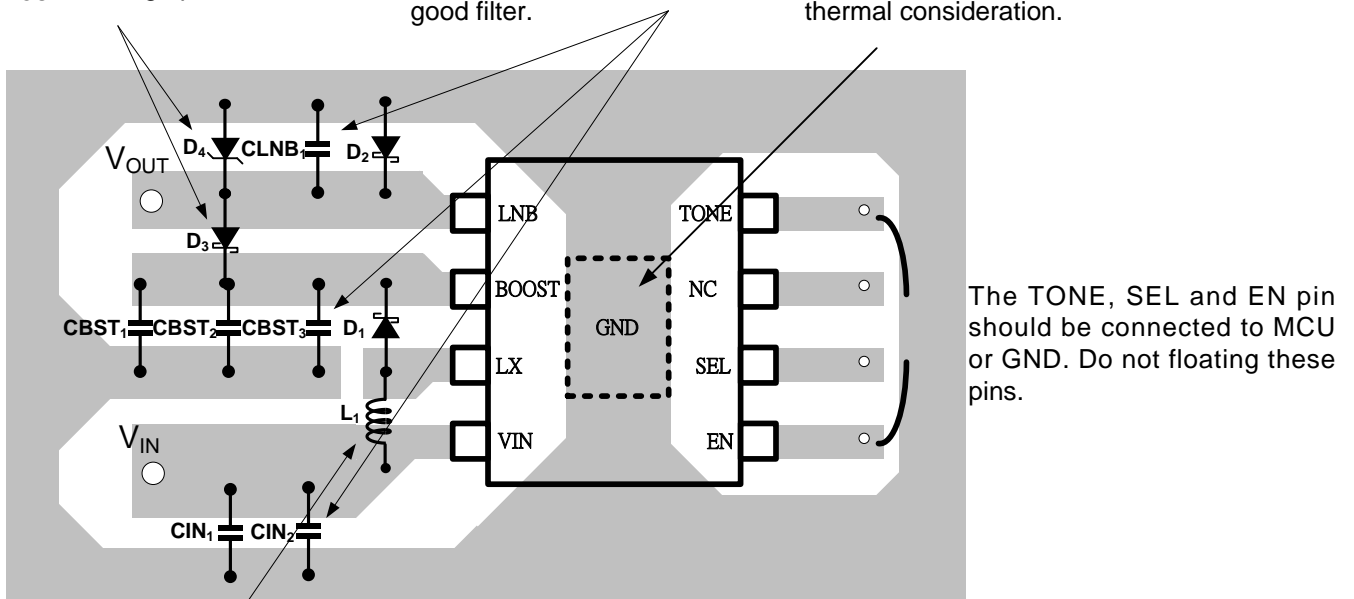 good filter.
thermal consideration.
D4
CLNB1
D2
VOUT
LNB
TONE
D3
BOOST
NC
CBST1
CBST2
CBST3
D1
GND
The TONE, SEL and EN pin
should be connected to MCU
or GND. Do not floating these
pins.
LX
SEL
L1
VIN
VIN
EN
CIN1
CIN2